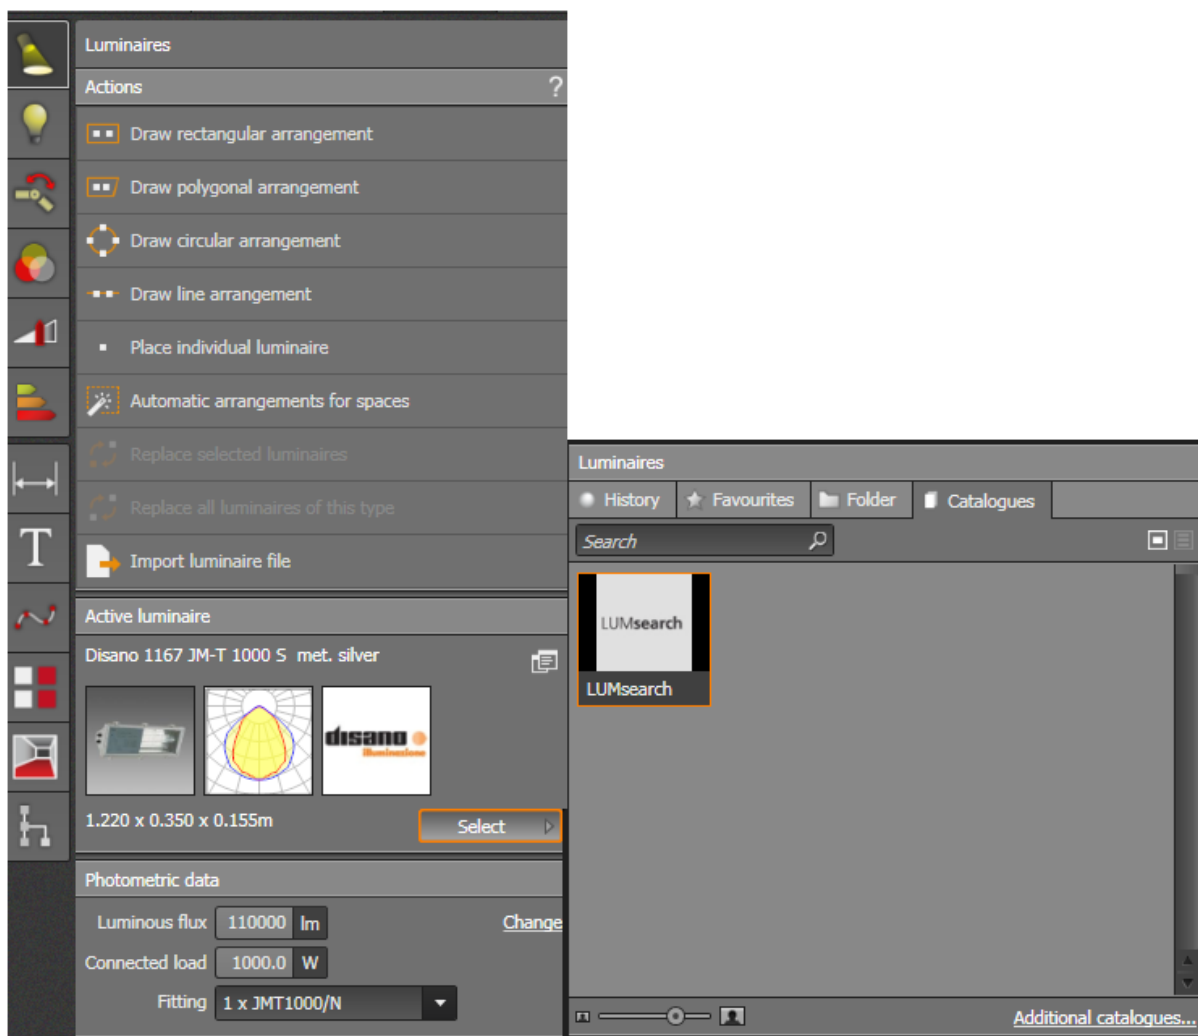 Luminaires
Actions ?
Draw rectangular arrangement
Draw polygonal arrangement
Draw circular arrangement
Draw line arrangement
Place individual luminaire
Automatic arrangements for spaces
Replace selected luminaires
Replace all luminaires of this type
Import luminaire file
T
Active luminaire
Disano 1167 JM-T 1000 S met. silver
disano
illuminazione
1.220 x 0.350 x 0.155m
Select
Photometric data
Luminous flux 110000 lm Change
Connected load 1000.0 W
Fitting 1 x JMT1000/N
Luminaires
History Favourites Folder Catalogues
Search
LUMsearch
LUMsearch
Additional catalogues...